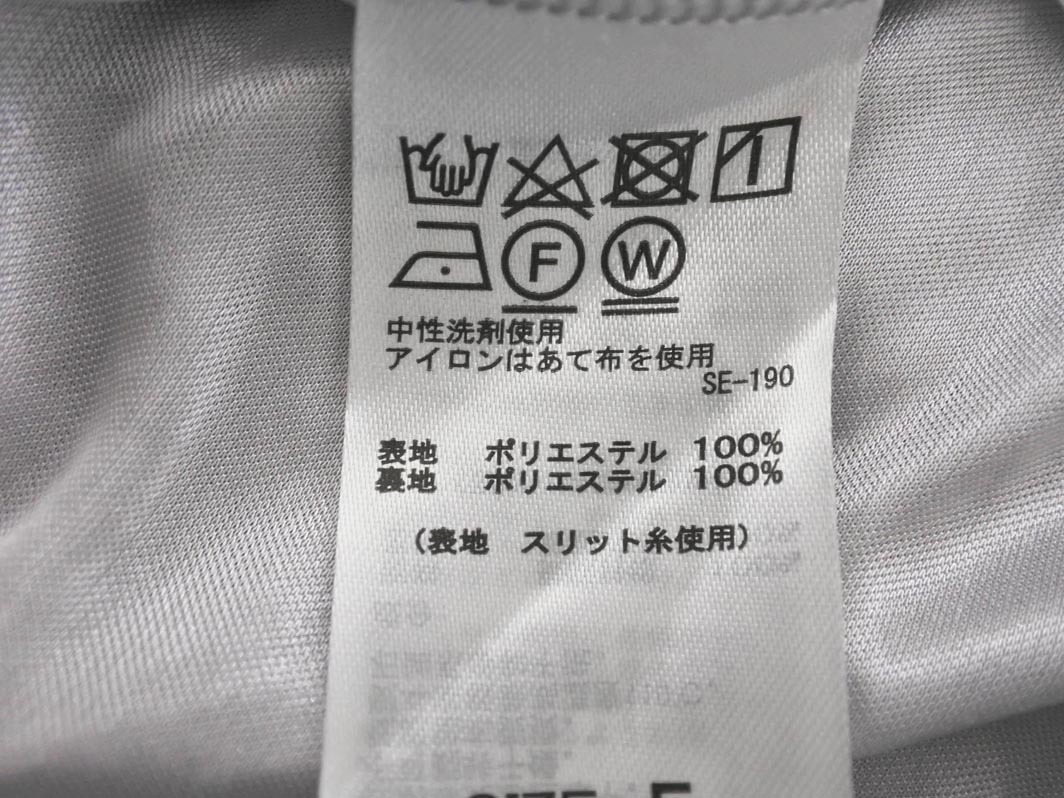 F W
中性洗剤使用
アイロンはあて布を使用
SE-190
表地 ポリエステル 100%
裏地 ポリエステル 100%
(表地 スリット糸使用)